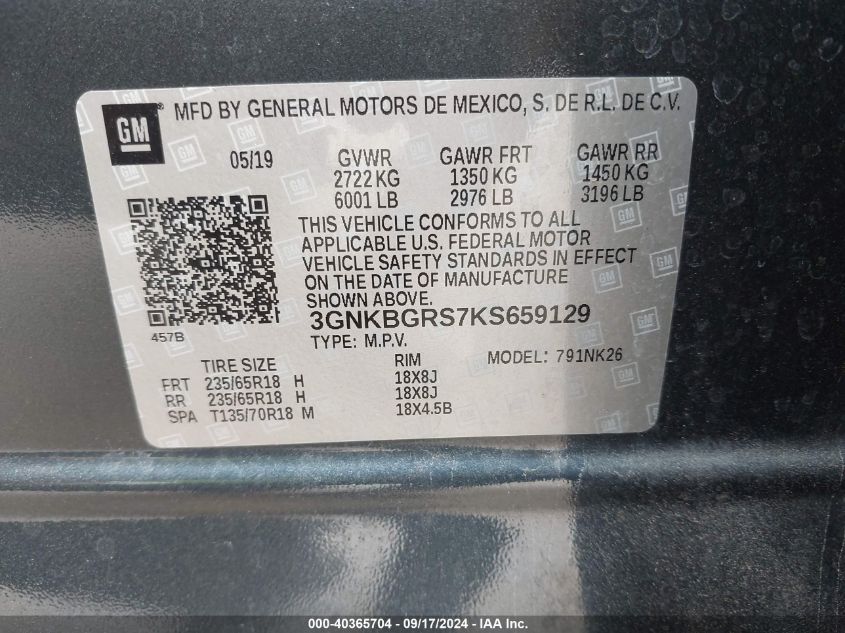 GM
MFD BY GENERAL MOTORS DE MEXICO, S. DE R.L. DE C.V.
05/19 GVWR GAWR FRT GAWR RR
2722 KG 1350 KG 1450 KG
6001 LB 2976 LB 3196 LB
THIS VEHICLE CONFORMS TO ALL
APPLICABLE U.S. FEDERAL MOTOR
VEHICLE SAFETY STANDARDS IN EFFECT
ON THE DATE OF MANUFACTURE
SHOWN ABOVE.
457B
3GNKBGRS7KS659129
TYPE: M.P.V. MODEL: 791NK26
TIRE SIZE RIM
FRT 235/65R18 H 18X8J
RR 235/65R18 H 18X8J
SPA T135/70R18 M 18X4.5B
000-40365704 - 09/17/2024 - IAA Inc.